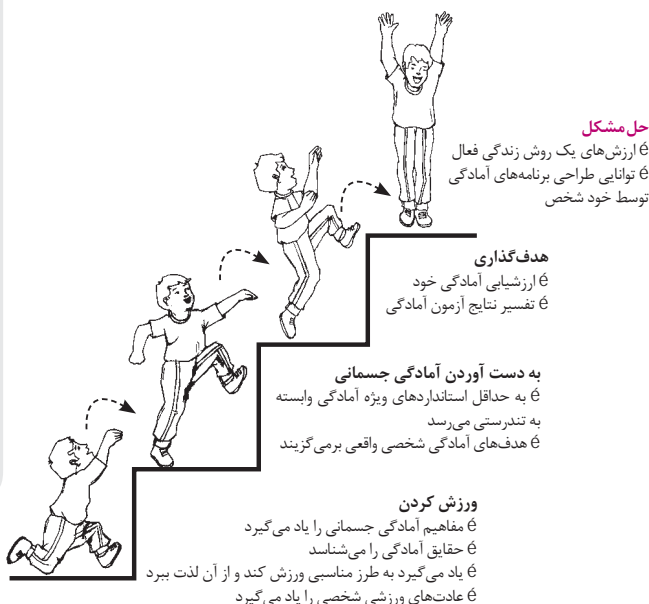 حل‌مشکل
é ارزش‌های یک روش زندگی فعال
é توانایی طراحی برنامه‌های آمادگی
توسط خود شخص
هدف‌گذاری
é ارزشیابی آمادگی خود
é تفسیر نتایج آزمون آمادگی
به دست آوردن آمادگی جسمانی
é به حداقل استانداردهای ویژه آمادگی وابسته
به تندرستی می‌رسد
é هدف‌های آمادگی شخصی واقعی برمی‌گزیند
ورزش کردن
é مفاهیم آمادگی جسمانی را یاد می‌گیرد
é حقایق آمادگی را می‌شناسد
é یاد می‌گیرد به طرز مناسبی ورزش کند و از آن لذت ببرد
é عادت‌های ورزشی شخصی را یاد می‌گیرد